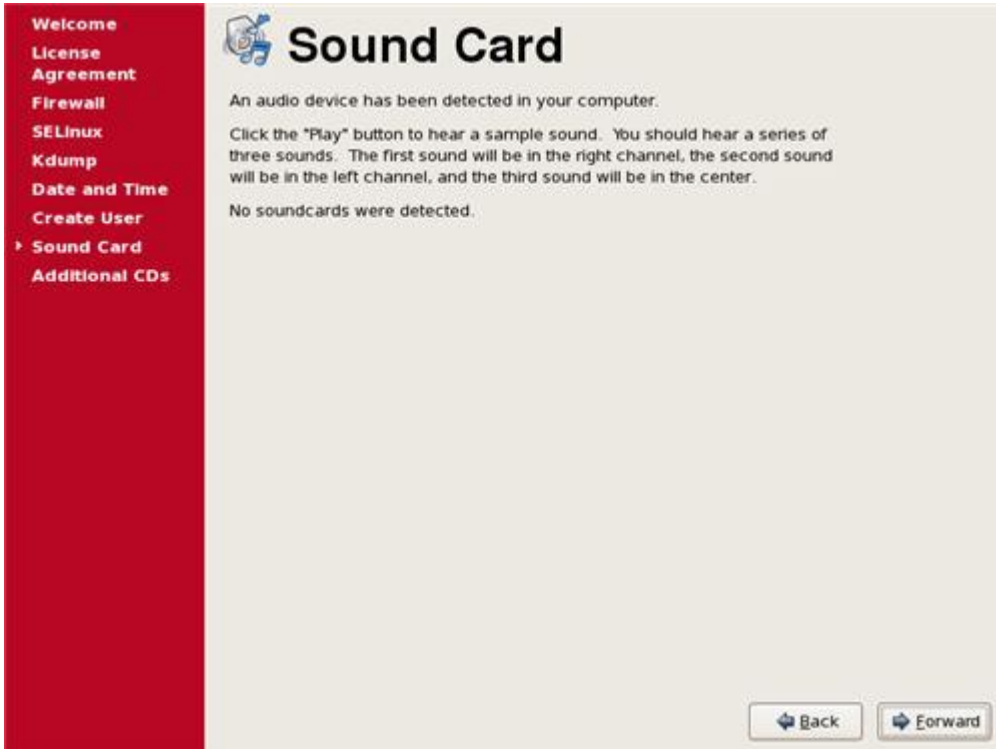 Welcome
License
Agreement
Firewall
SELinux
Kdump
Date and Time
Create User
Sound Card
Additional CDs
Sound Card
An audio device has been detected in your computer.
Click the "Play" button to hear a sample sound.  You should hear a series of
three sounds.  The first sound will be in the right channel, the second sound
will be in the left channel, and the third sound will be in the center.
No soundcards were detected.
Back
Forward